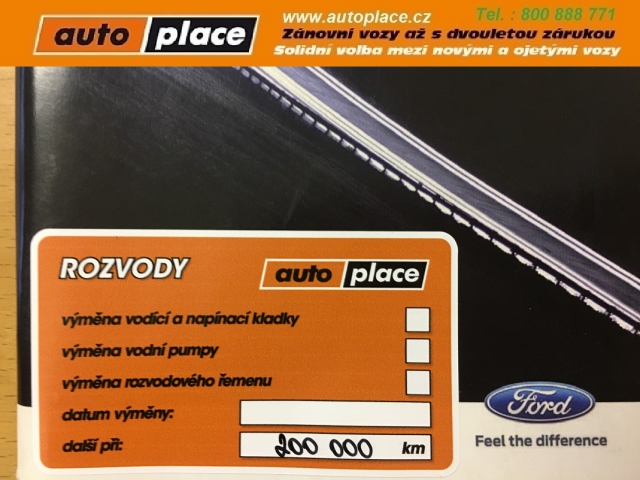 auto place
www.autoplace.cz
Tel. : 800 888 771
Zánovní vozy až s dvouletou zárukou
Solidní volba mezi novými a ojetými vozy
ROZVODY
auto place
výměna vodící a napínací kladky
výměna vodní pumpy
výměna rozvodového řemenu
datum výměny:
další při: 200 000 km
Ford
Feel the difference